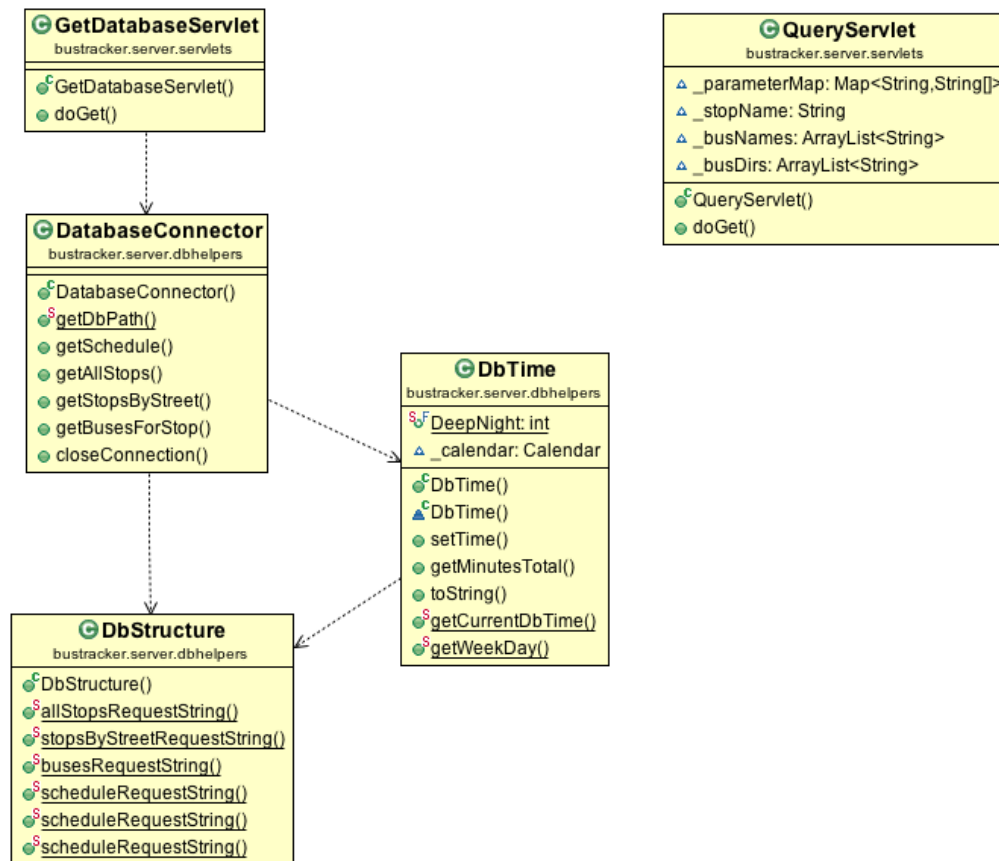 GetDatabaseServlet
bustracker.server.servlets
GetDatabaseServlet()
doGet()
QueryServlet
bustracker.server.servlets
_parameterMap: Map<String,String[]>
_stopName: String
_busNames: ArrayList<String>
_busDirs: ArrayList<String>
QueryServlet()
doGet()
DatabaseConnector
bustracker.server.dbhelpers
DatabaseConnector()
getDbPath()
getSchedule()
getAllStops()
getStopsByStreet()
getBusesForStop()
closeConnection()
DbTime
bustracker.server.dbhelpers
DeepNight: int
_calendar: Calendar
DbTime()
DbTime()
setTime()
getMinutesTotal()
toString()
getCurrentDbTime()
getWeekDay()
DbStructure
bustracker.server.dbhelpers
DbStructure()
allStopsRequestString()
stopsByStreetRequestString()
busesRequestString()
scheduleRequestString()
scheduleRequestString()
scheduleRequestString()